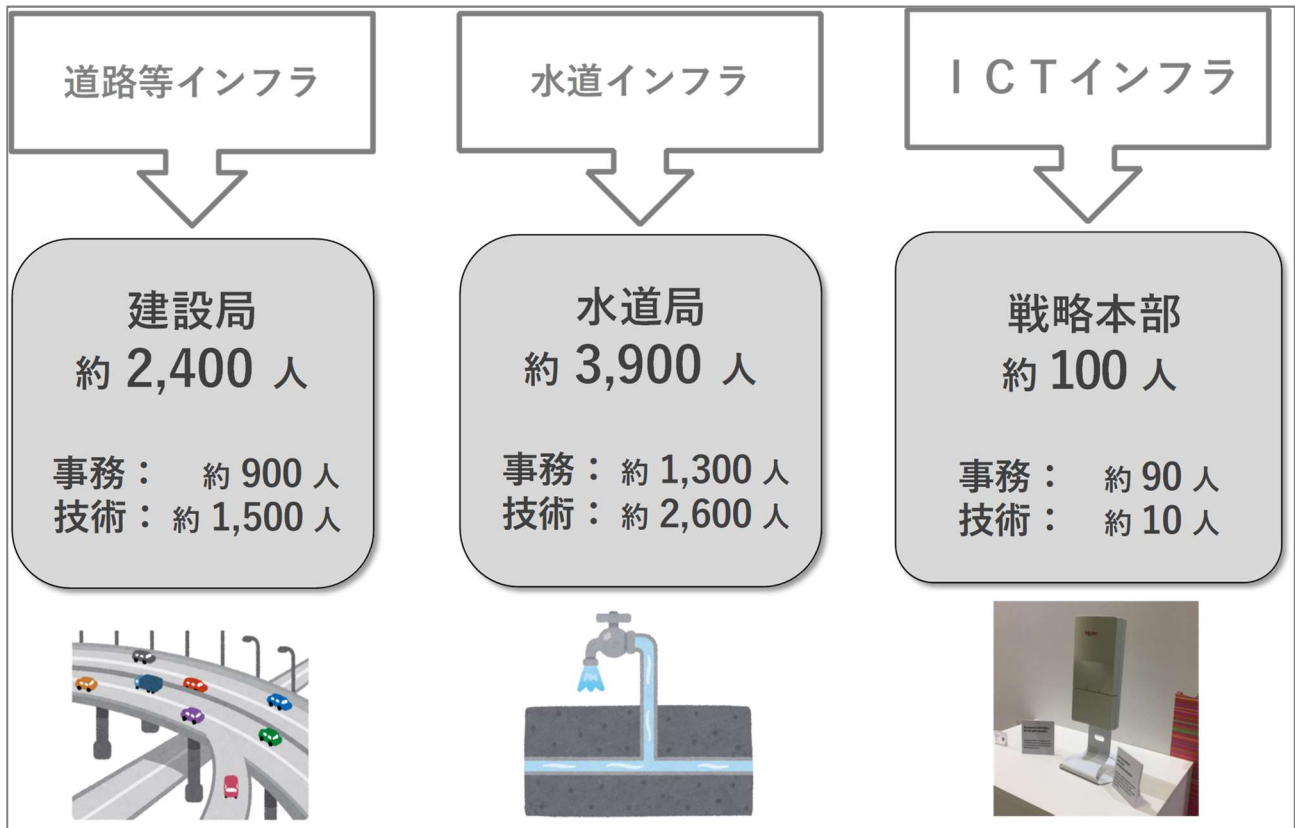 道路等インフラ
水道インフラ
ＩＣＴインフラ
建設局
約 2,400 人
事務： 約 900 人
技術： 約 1,500 人
水道局
約 3,900 人
事務： 約 1,300 人
技術： 約 2,600 人
戦略本部
約 100 人
事務： 約 90 人
技術： 約 10 人